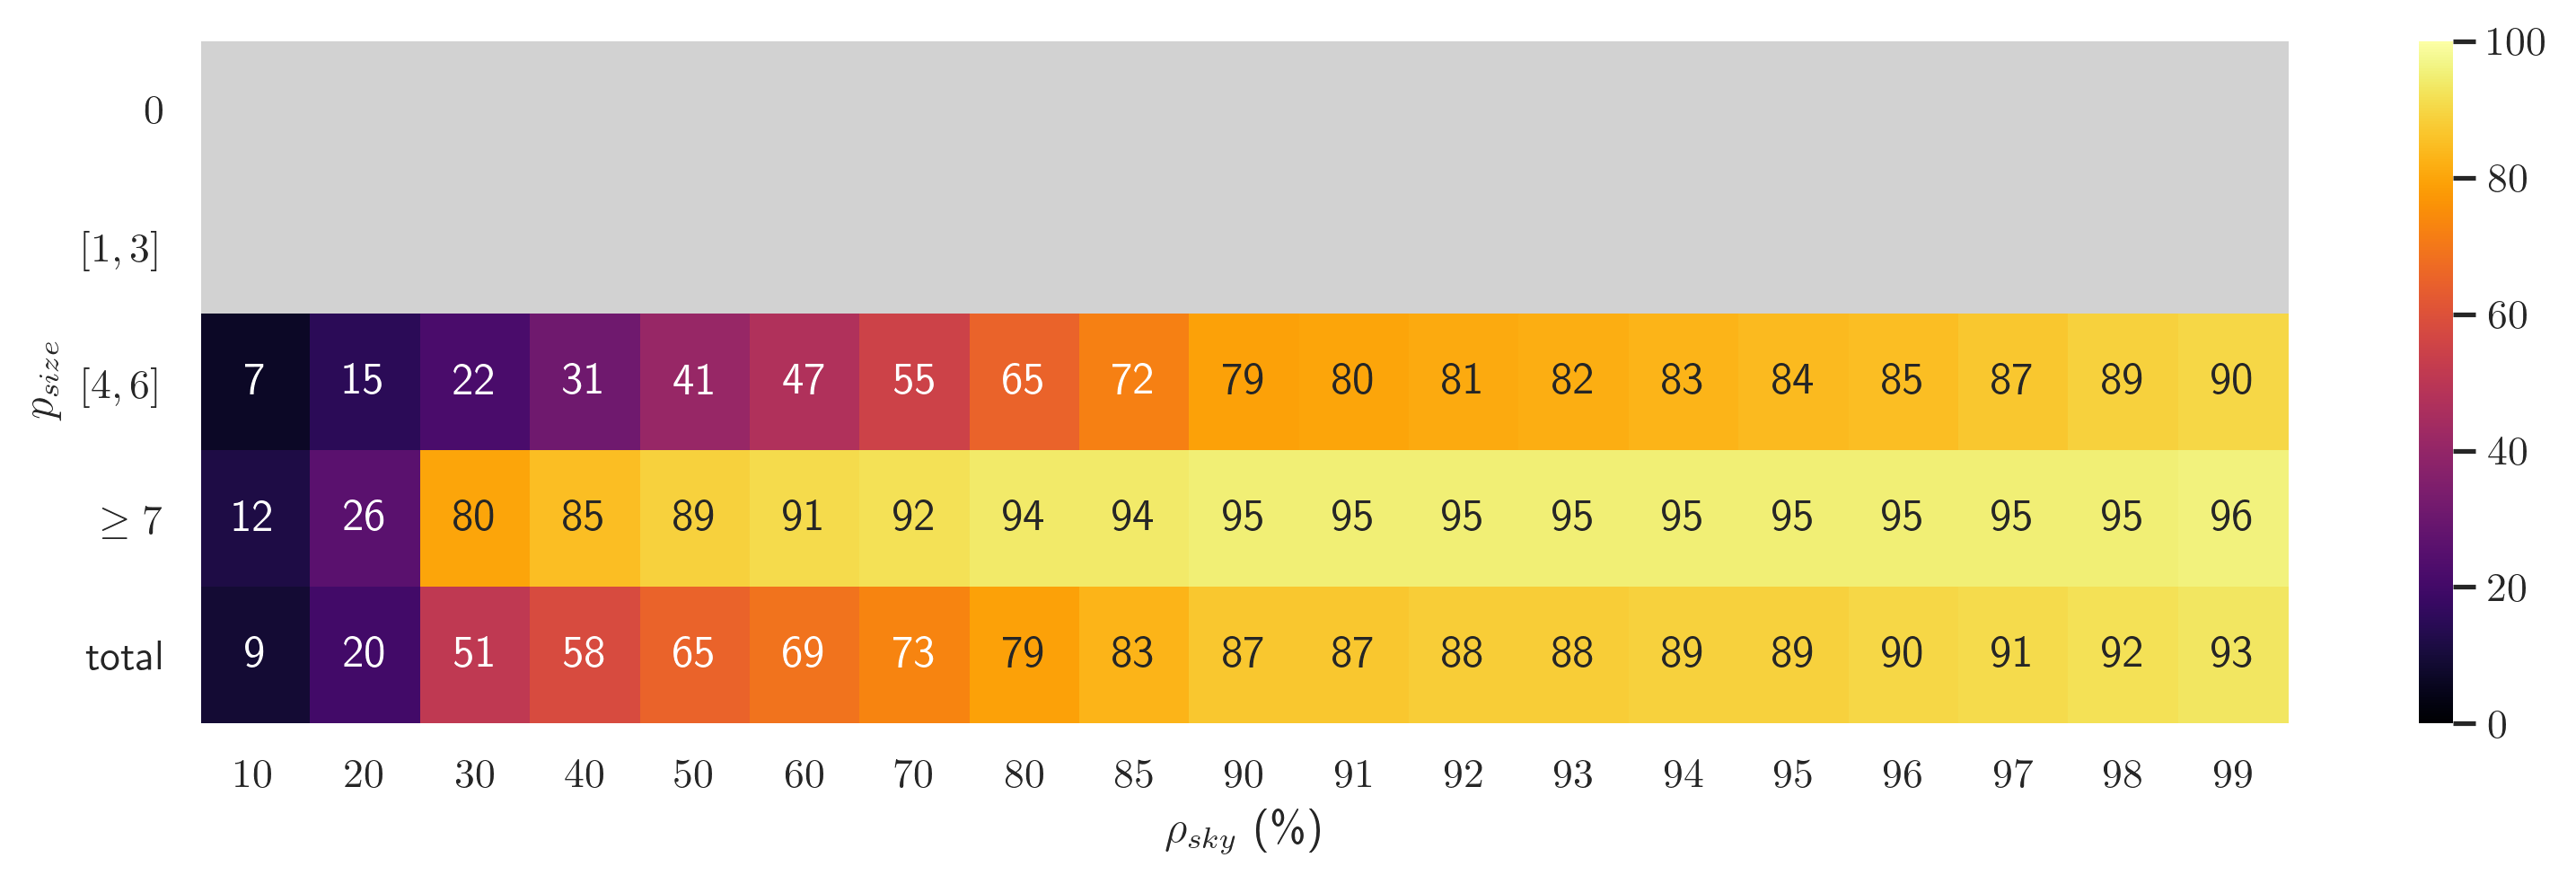 0
[1, 3]
[4, 6] 7 15 22 31 41 47 55 65 72 79 80 81 82 83 84 85 87 89 90
≥ 7 12 26 80 85 89 91 92 94 94 95 95 95 95 95 95 95 95 95 96
total 9 20 51 58 65 69 73 79 83 87 87 88 88 89 89 90 91 92 93
10 20 30 40 50 60 70 80 85 90 91 92 93 94 95 96 97 98 99
ρsky (%)
psize
100
80
60
40
20
0